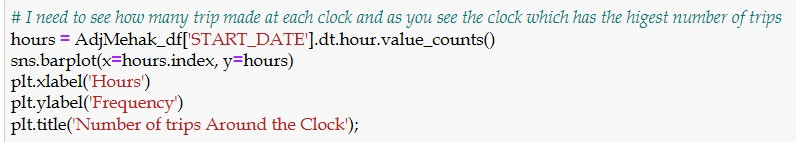 # I need to see how many trip made at each clock and as you see the clock which has the higest number of trips
hours = AdjMehak_df['START_DATE'].dt.hour.value_counts()
sns.barplot(x=hours.index, y=hours)
plt.xlabel('Hours')
plt.ylabel('Frequency')
plt.title('Number of trips Around the Clock');